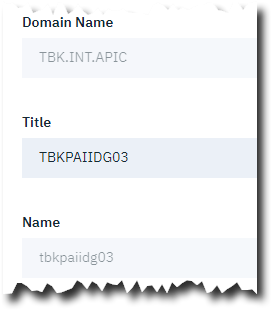 Domain Name
TBK.INT.APIC
Title
TBKPAIIDG03
Name
tbkpaiidg03